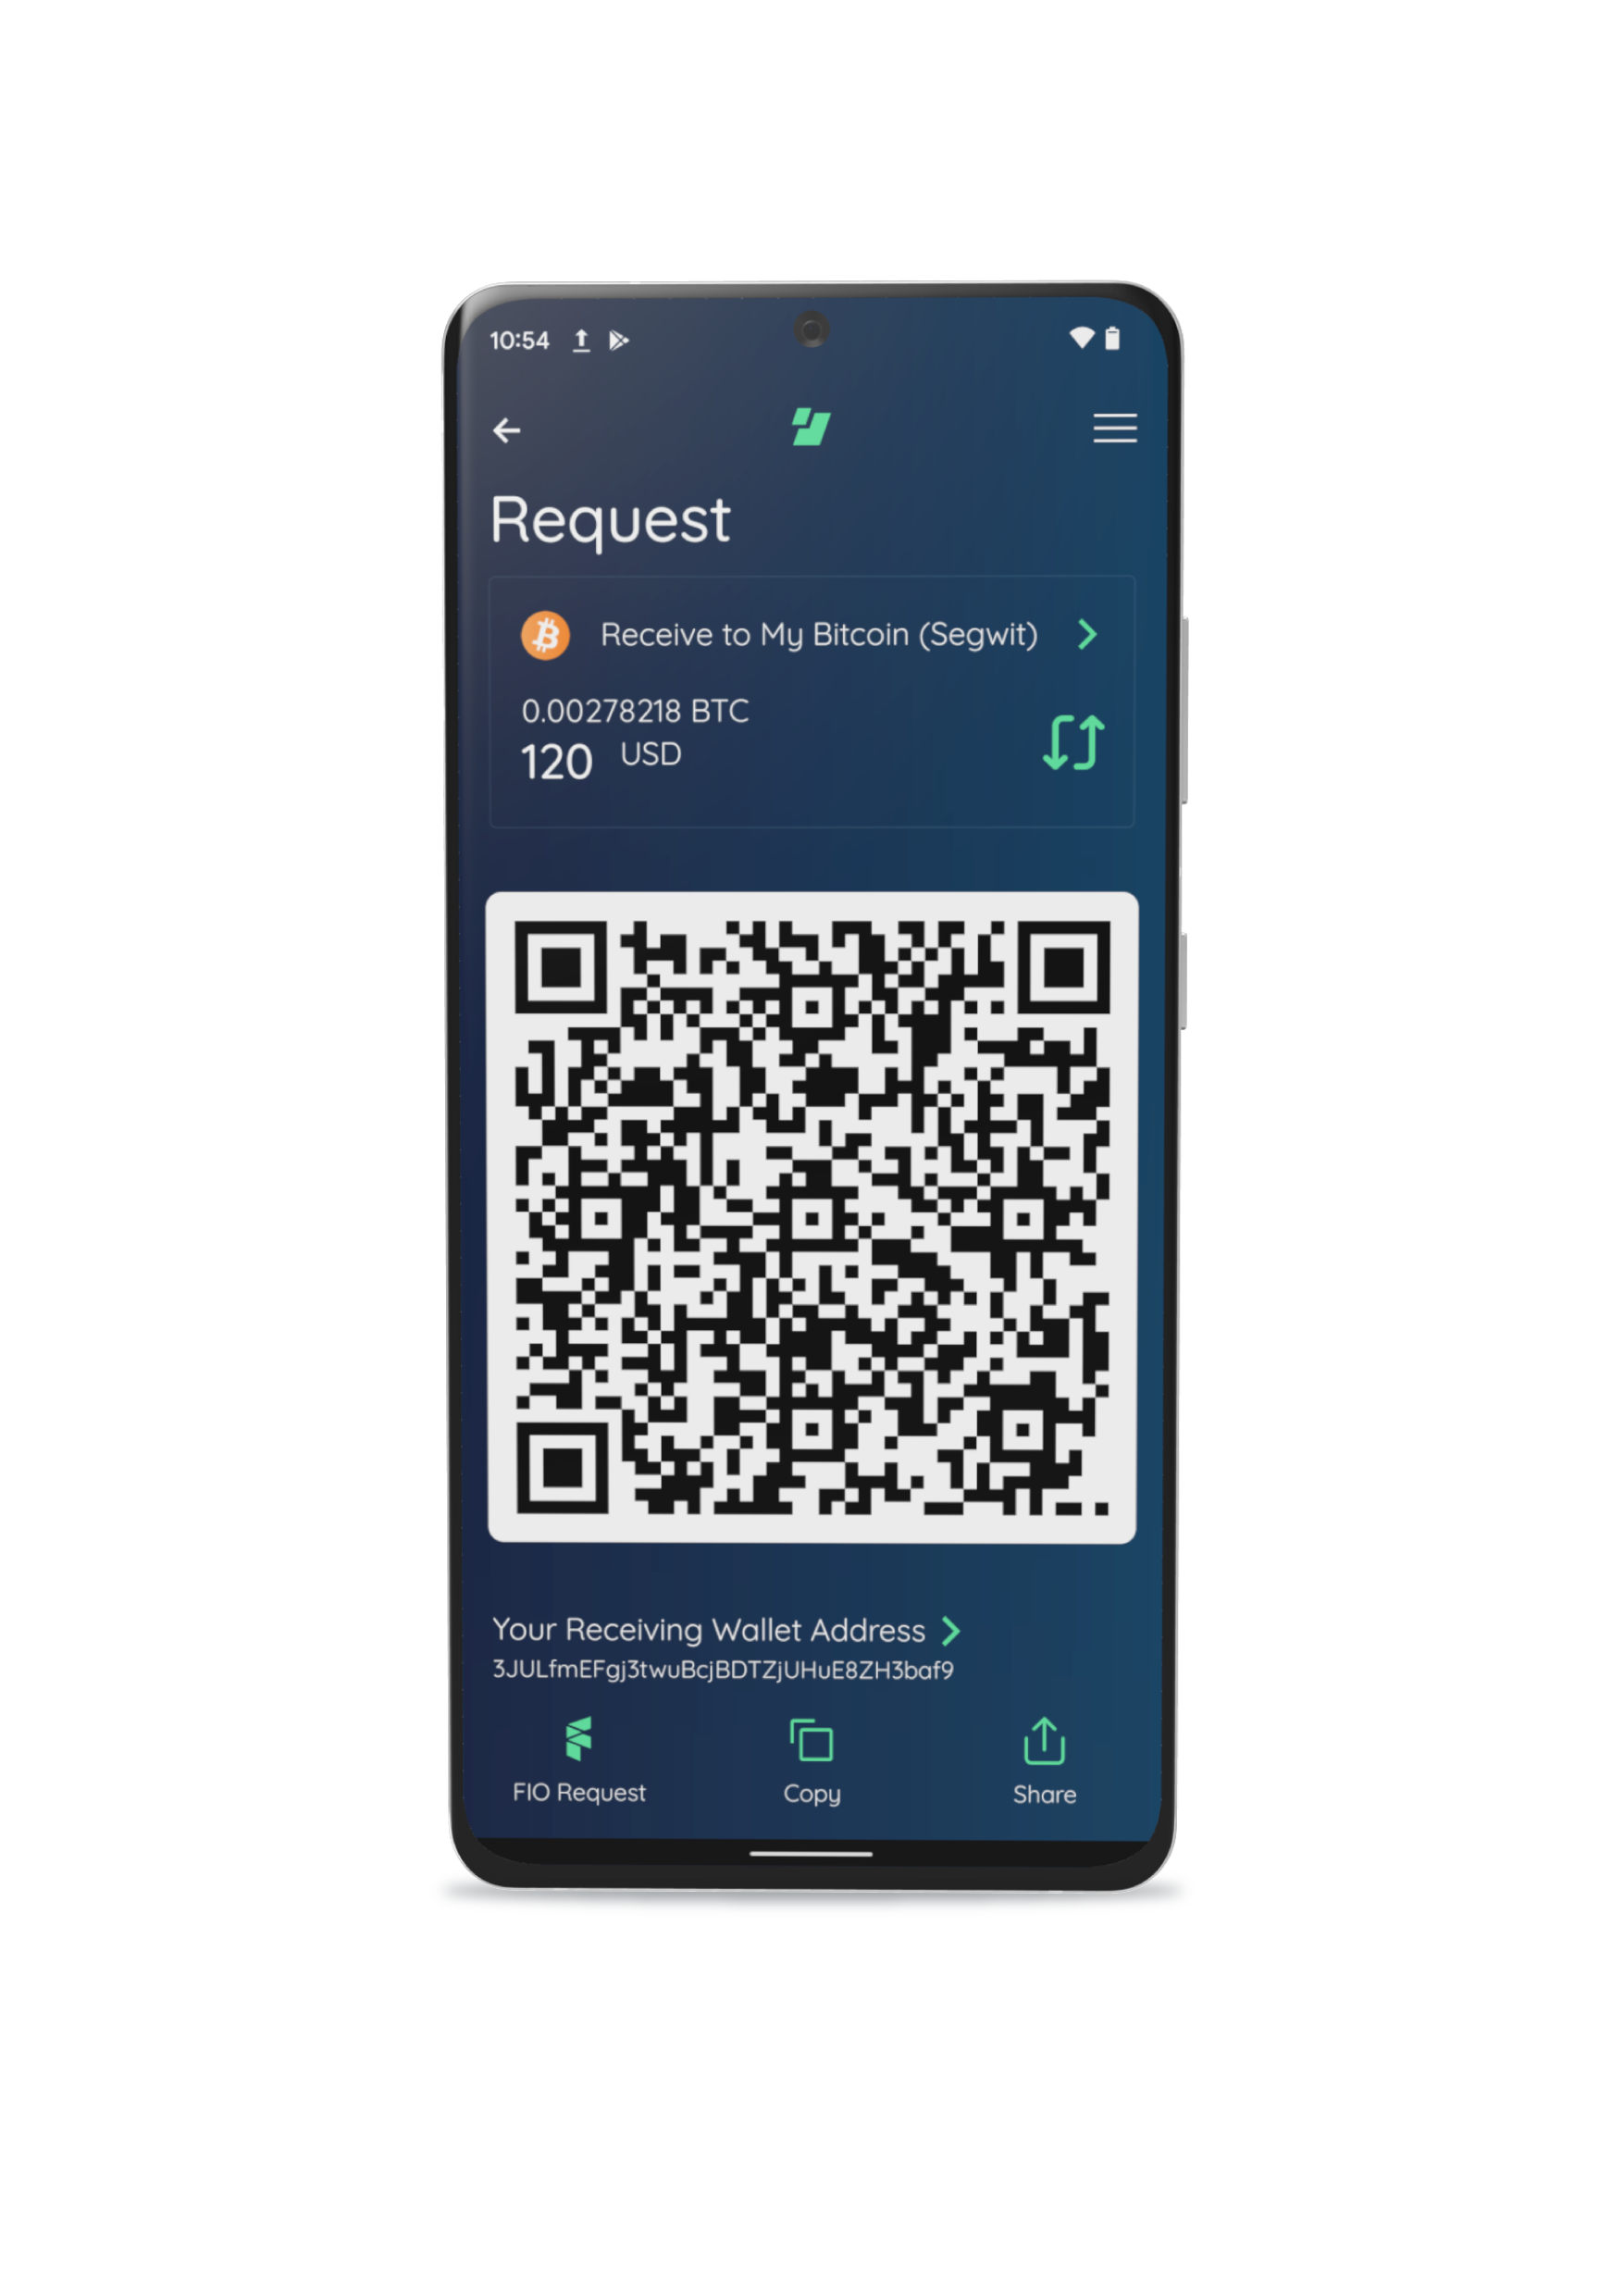 10:54
Request
Receive to My Bitcoin (Segwit)
0.00278218 BTC
120 USD
Your Receiving Wallet Address
3JULfmEFgj3twuBcjBDTZjUHuE8ZH3baf9
FIO Request
Copy
Share